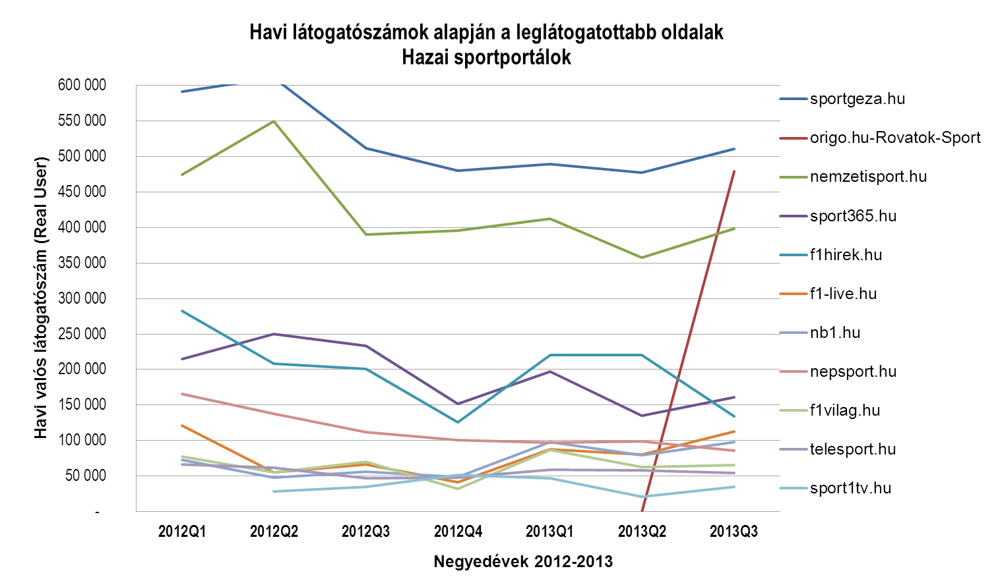 Havi látogatószámok alapján a leglátogatottabb oldalak
Hazai sportportálok
Havi valós látogatószám (Real User)
600 000
550 000
500 000
450 000
400 000
350 000
300 000
250 000
200 000
150 000
100 000
50 000
-
2012Q1 2012Q2 2012Q3 2012Q4 2013Q1 2013Q2 2013Q3
Negyedévek 2012-2013
sportgeza.hu
origo.hu-Rovatok-Sport
nemzetisport.hu
sport365.hu
f1hirek.hu
f1-live.hu
nb1.hu
nepsport.hu
f1vilag.hu
telesport.hu
sport1tv.hu